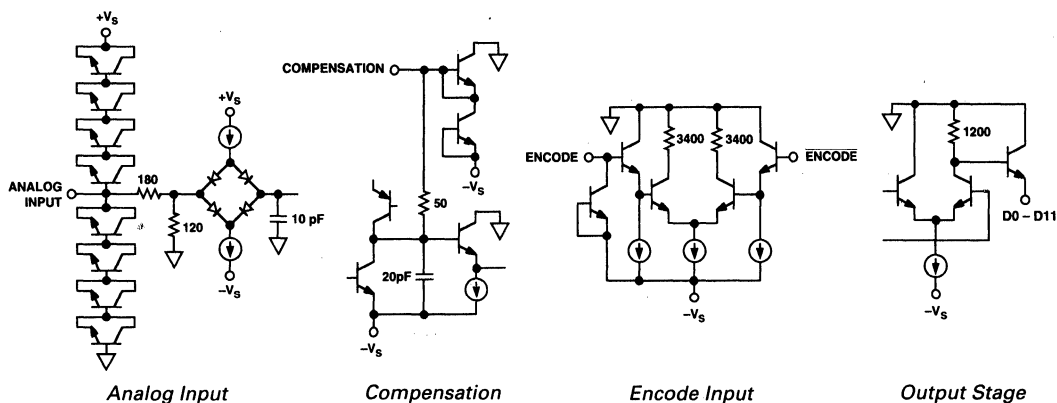 +VS
ANALOG
INPUT
180
120
+VS
−VS
10 pF
Analog Input
COMPENSATION
−VS
50
20pF
−VS
Compensation
ENCODE
3400
3400
ENCODE
−VS
Encode Input
1200
D0 – D11
−VS
Output Stage